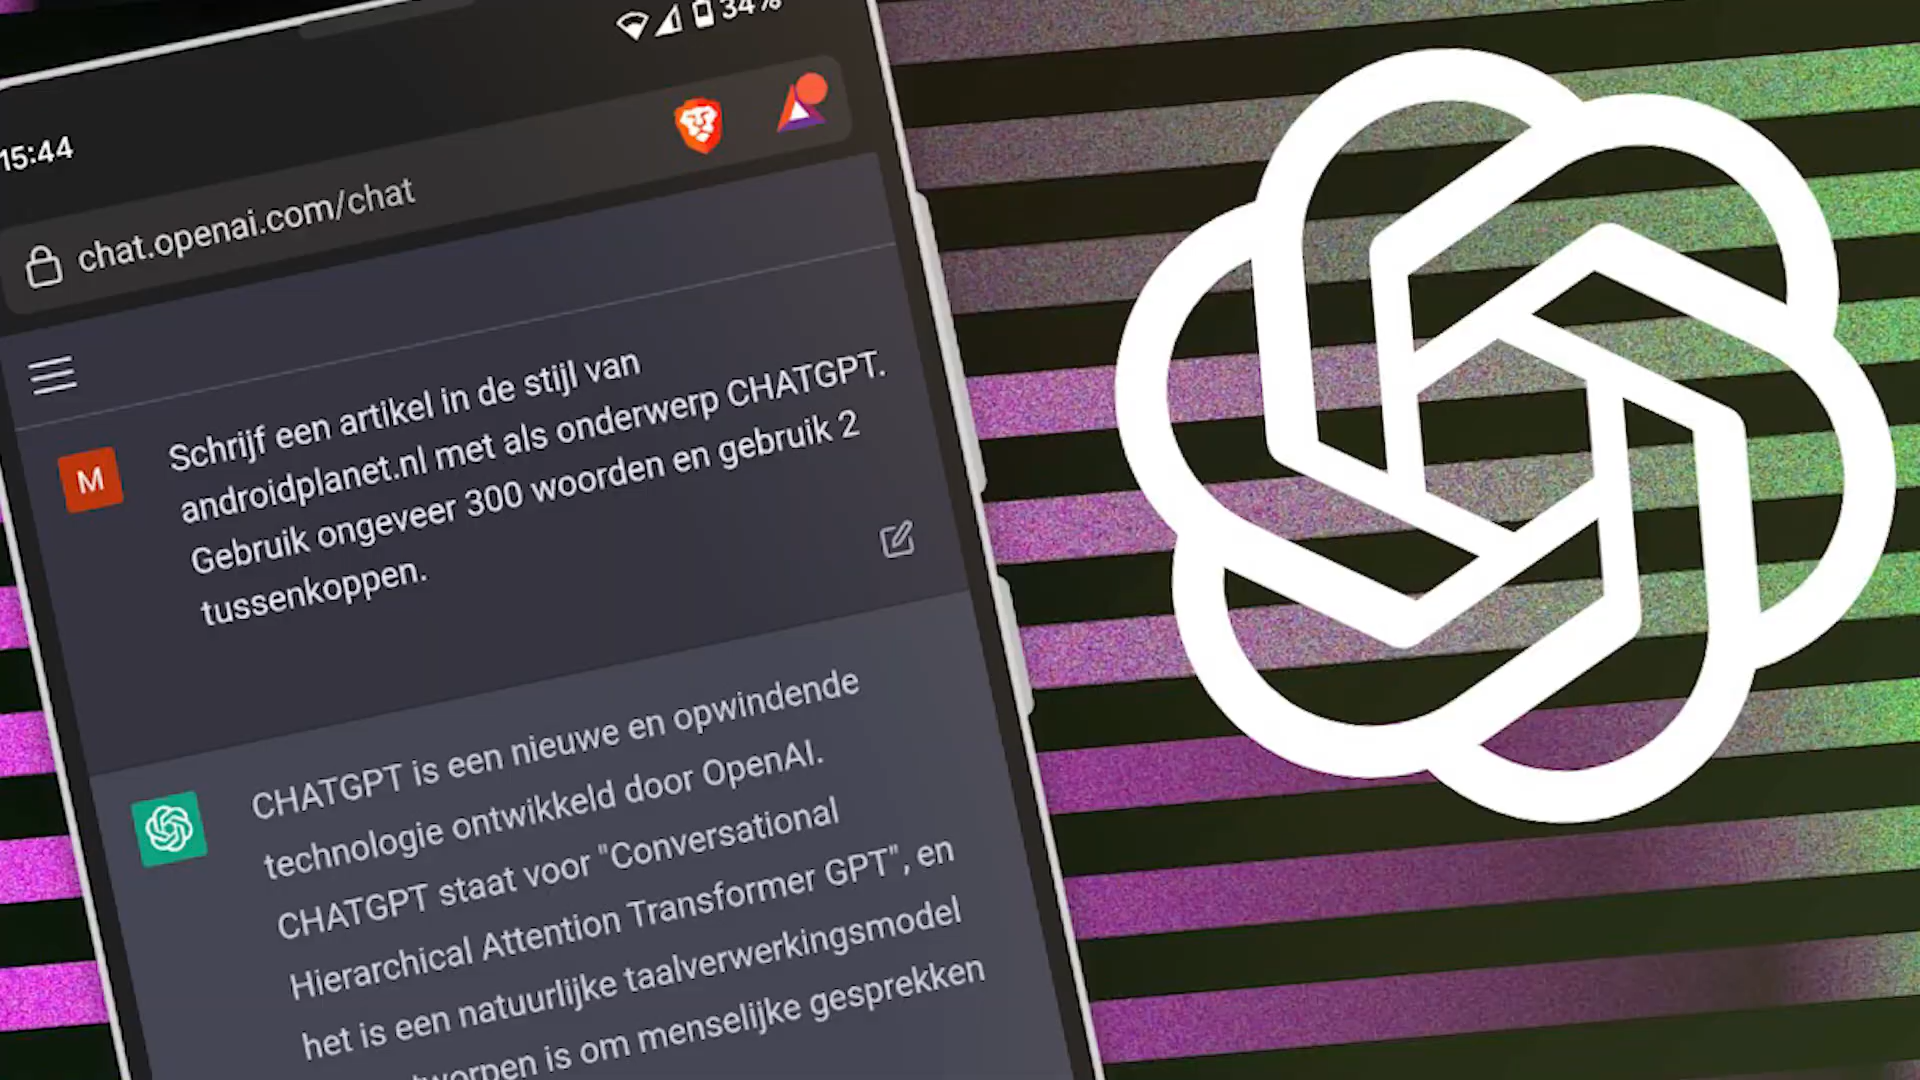 34%
15:44
chat.openai.com/chat
M
Schrijf een artikel in de stijl van
androidplanet.nl met als onderwerp CHATGPT.
Gebruik ongeveer 300 woorden en gebruik 2
tussenkoppen.
CHATGPT is een nieuwe en opwindende
technologie ontwikkeld door OpenAI.
CHATGPT staat voor "Conversational
Hierarchical Attention Transformer GPT", en
het is een natuurlijke taalverwerkingsmodel
is om menselijke gesprekken